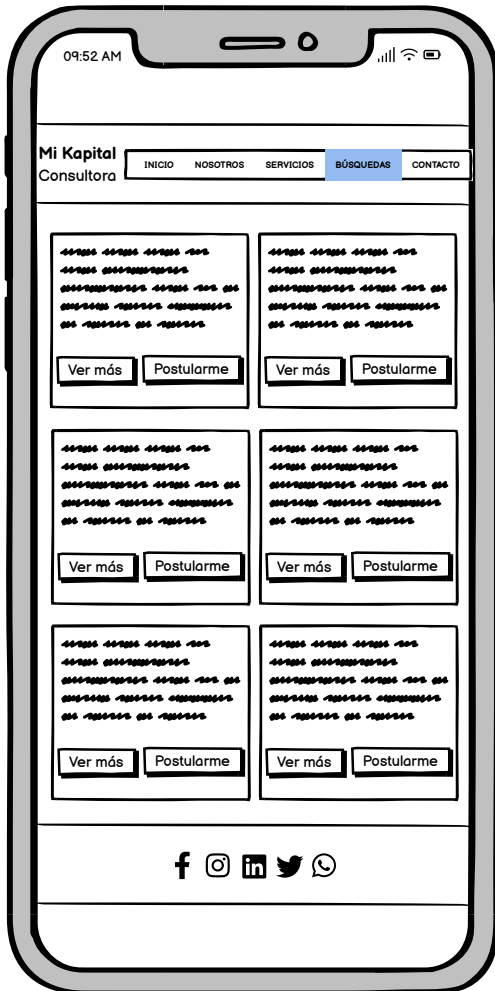 09:52 AM
Mi Kapital
Consultora
INICIO NOSOTROS SERVICIOS BÚSQUEDAS CONTACTO
Ver más Postularme Ver más Postularme
Ver más Postularme Ver más Postularme
Ver más Postularme Ver más Postularme